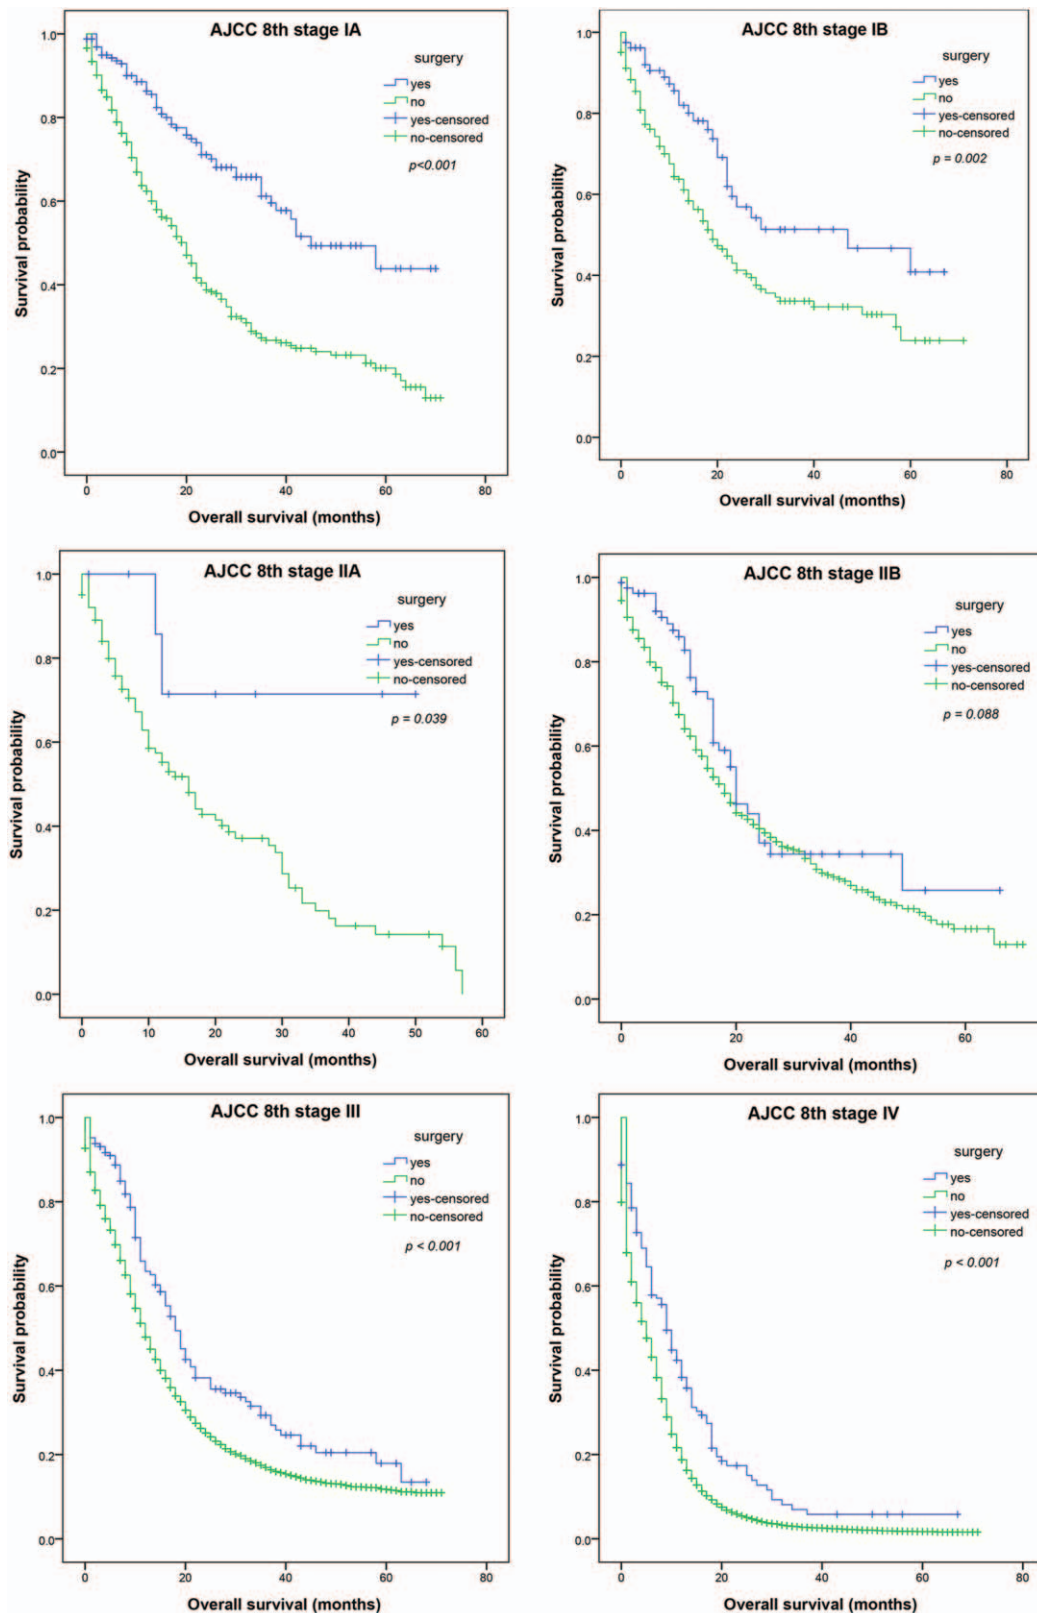 AJCC 8th stage IA
surgery
yes
no
yes-censored
no-censored
p<0.001
Survival probability
1.0
0.8
0.6
0.4
0.2
0.0
0 20 40 60 80
Overall survival (months)
AJCC 8th stage IB
surgery
yes
no
yes-censored
no-censored
p = 0.002
Survival probability
1.0
0.8
0.6
0.4
0.2
0.0
0 20 40 60 80
Overall survival (months)
AJCC 8th stage IIA
surgery
yes
no
yes-censored
no-censored
p = 0.039
Survival probability
1.0
0.8
0.6
0.4
0.2
0.0
0 10 20 30 40 50 60
Overall survival (months)
AJCC 8th stage IIB
surgery
yes
no
yes-censored
no-censored
p = 0.088
Survival probability
1.0
0.8
0.6
0.4
0.2
0.0
0 20 40 60
Overall survival (months)
AJCC 8th stage III
surgery
yes
no
yes-censored
no-censored
p < 0.001
Survival probability
1.0
0.8
0.6
0.4
0.2
0.0
0 20 40 60 80
Overall survival (months)
AJCC 8th stage IV
surgery
yes
no
yes-censored
no-censored
p < 0.001
Survival probability
1.0
0.8
0.6
0.4
0.2
0.0
0 20 40 60 80
Overall survival (months)